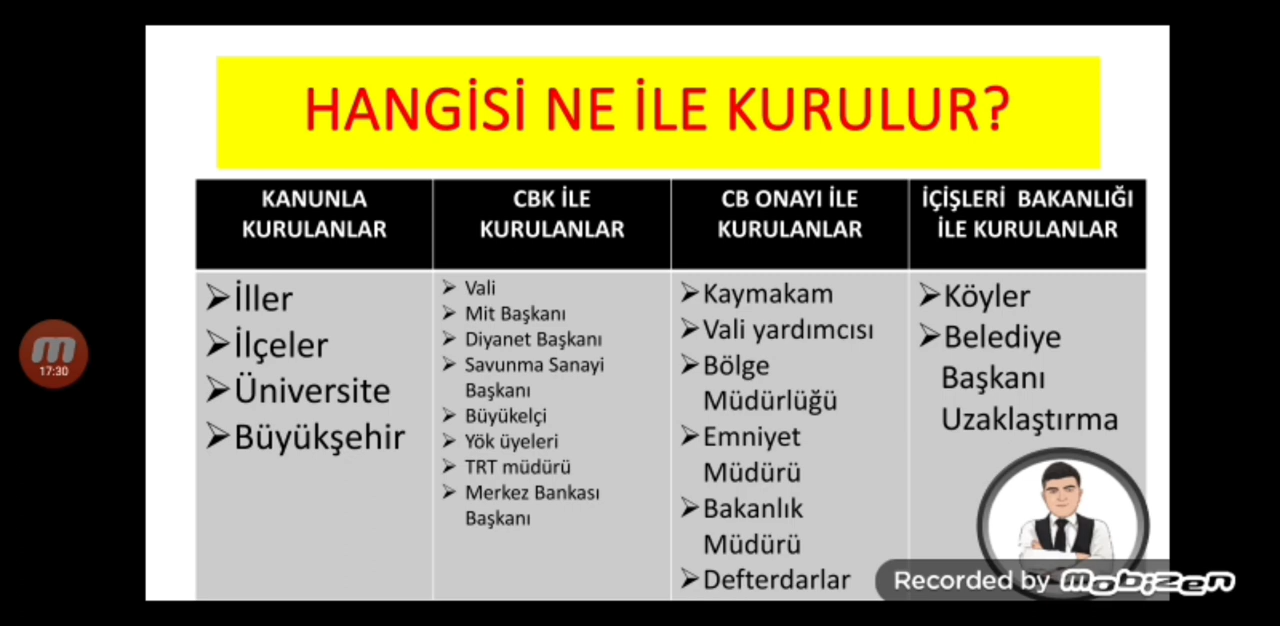 HANGİSİ NE İLE KURULUR?
KANUNLA
KURULANLAR
CBK İLE
KURULANLAR
CB ONAYI İLE
KURULANLAR
İÇİŞLERİ BAKANLIĞI
İLE KURULANLAR
İller
İlçeler
Üniversite
Büyükşehir
Vali
Mit Başkanı
Diyanet Başkanı
Savunma Sanayi
Başkanı
Büyükelçi
Yök üyeleri
TRT müdürü
Merkez Bankası
Başkanı
Kaymakam
Vali yardımcısı
Bölge
Müdürlüğü
Emniyet
Müdürü
Bakanlık
Müdürü
Defterdarlar
Köyler
Belediye
Başkanı
Uzaklaştırma
m
17:30
Recorded by mobizen